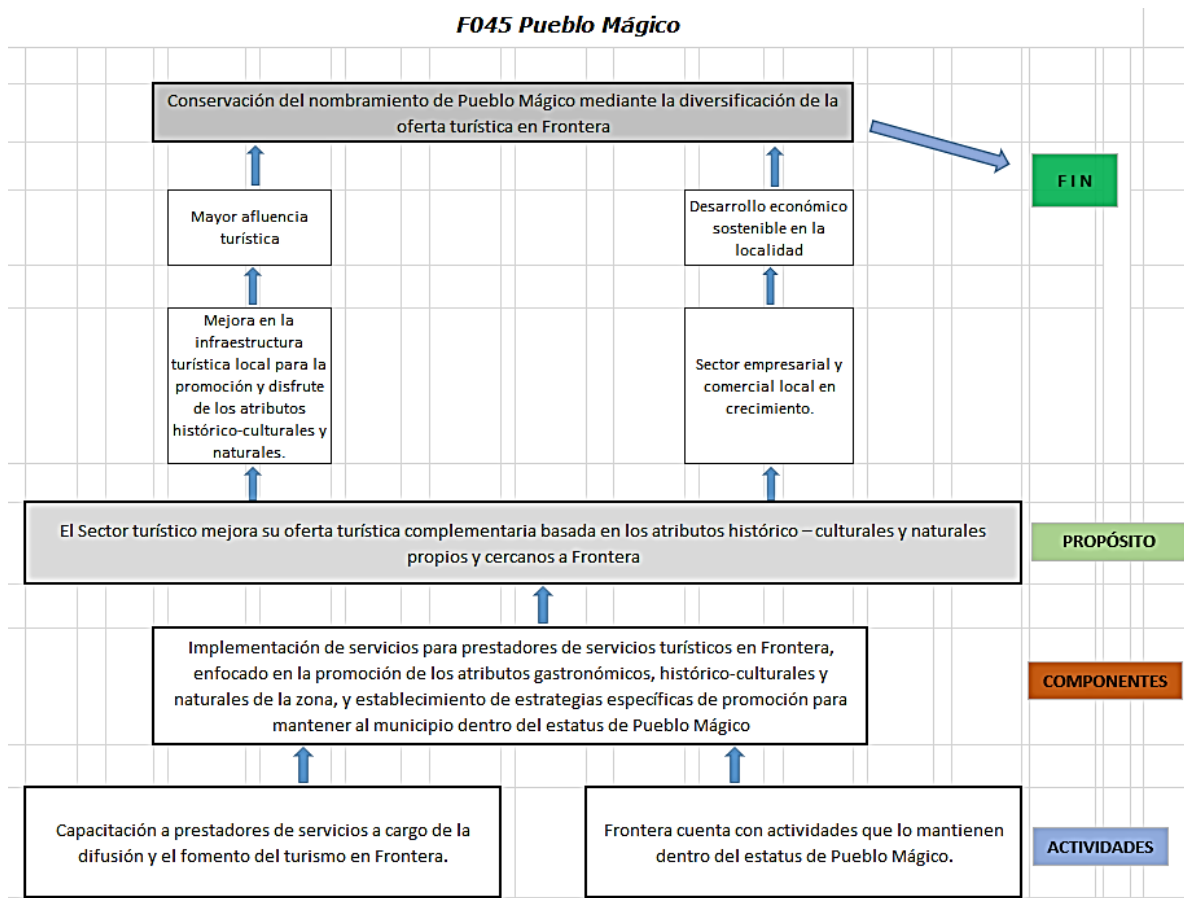 F045 Pueblo Mágico
Conservación del nombramiento de Pueblo Mágico mediante la diversificación de la
oferta turística en Frontera
F I N
Mayor afluencia
turística
Desarrollo económico
sostenible en la
localidad
Mejora en la
infraestructura
turística local para la
promoción y disfrute
de los atributos
histórico-culturales y
naturales.
Sector empresarial y
comercial local en
crecimiento.
El Sector turístico mejora su oferta turística complementaria basada en los atributos histórico – culturales y naturales
propios y cercanos a Frontera
PROPÓSITO
Implementación de servicios para prestadores de servicios turísticos en Frontera,
enfocado en la promoción de los atributos gastronómicos, histórico-culturales y
naturales de la zona, y establecimiento de estrategias específicas de promoción para
mantener al municipio dentro del estatus de Pueblo Mágico
COMPONENTES
Capacitación a prestadores de servicios a cargo de la
difusión y el fomento del turismo en Frontera.
Frontera cuenta con actividades que lo mantienen
dentro del estatus de Pueblo Mágico.
ACTIVIDADES